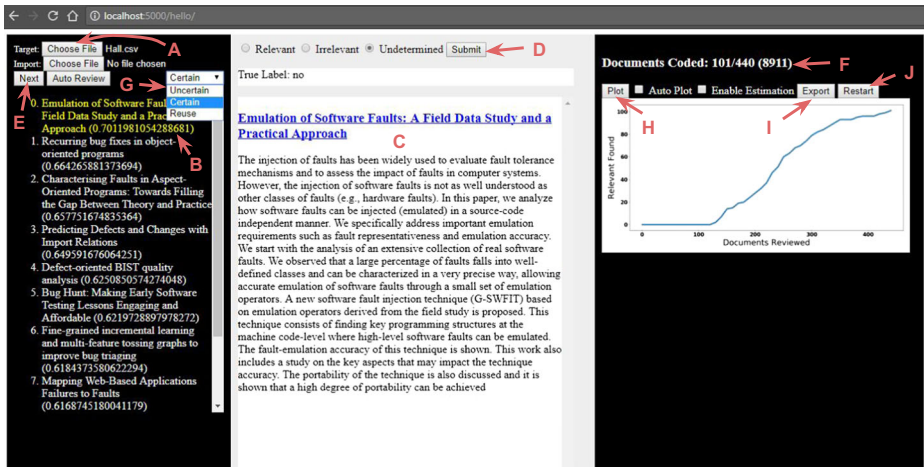 localhost:5000/hello/
Target: Choose File Hall.csv
A
Import: Choose File No file chosen
Next Auto Review
G
Certain
Uncertain
Certain
Reuse
E
0. Emulation of Software Faul
Field Data Study and a Prac
Approach (0.7011981054288681)
B
1. Recurring bug fixes in object-
oriented programs
(0.664265881373694)
2. Characterising Faults in Aspect-
Oriented Programs: Towards Filling
the Gap Between Theory and Practice
(0.657751674835364)
3. Predicting Defects and Changes with
Import Relations
(0.649591676064251)
4. Defect-oriented BIST quality
analysis (0.6250850574274048)
5. Bug Hunt: Making Early Software
Testing Lessons Engaging and
Affordable (0.6219728897978272)
6. Fine-grained incremental learning
and multi-feature tossing graphs to
improve bug triaging
(0.6184373580622294)
7. Mapping Web-Based Applications
Failures to Faults
(0.6168745180041179)
Relevant Irrelevant Undetermined Submit
D
True Label: no
Emulation of Software Faults: A Field Data Study and a
Practical Approach
C
The injection of faults has been widely used to evaluate fault tolerance
mechanisms and to assess the impact of faults in computer systems.
However, the injection of software faults is not as well understood as
other classes of faults (e.g., hardware faults). In this paper, we analyze
how software faults can be injected (emulated) in a source-code
independent manner. We specifically address important emulation
requirements such as fault representativeness and emulation accuracy.
We start with the analysis of an extensive collection of real software
faults. We observed that a large percentage of faults falls into well-
defined classes and can be characterized in a very precise way, allowing
accurate emulation of software faults through a small set of emulation
operators. A new software fault injection technique (G-SWFIT) based
on emulation operators derived from the field study is proposed. This
technique consists of finding key programming structures at the
machine code-level where high-level software faults can be emulated.
The fault-emulation accuracy of this technique is shown. This work also
includes a study on the key aspects that may impact the technique
accuracy. The portability of the technique is also discussed and it is
shown that a high degree of portability can be achieved
Documents Coded: 101/440 (8911)
F
J
Plot Auto Plot Enable Estimation Export Restart
H
I
Relevant Found
100
80
60
40
20
0
0 100 200 300 400
Documents Reviewed